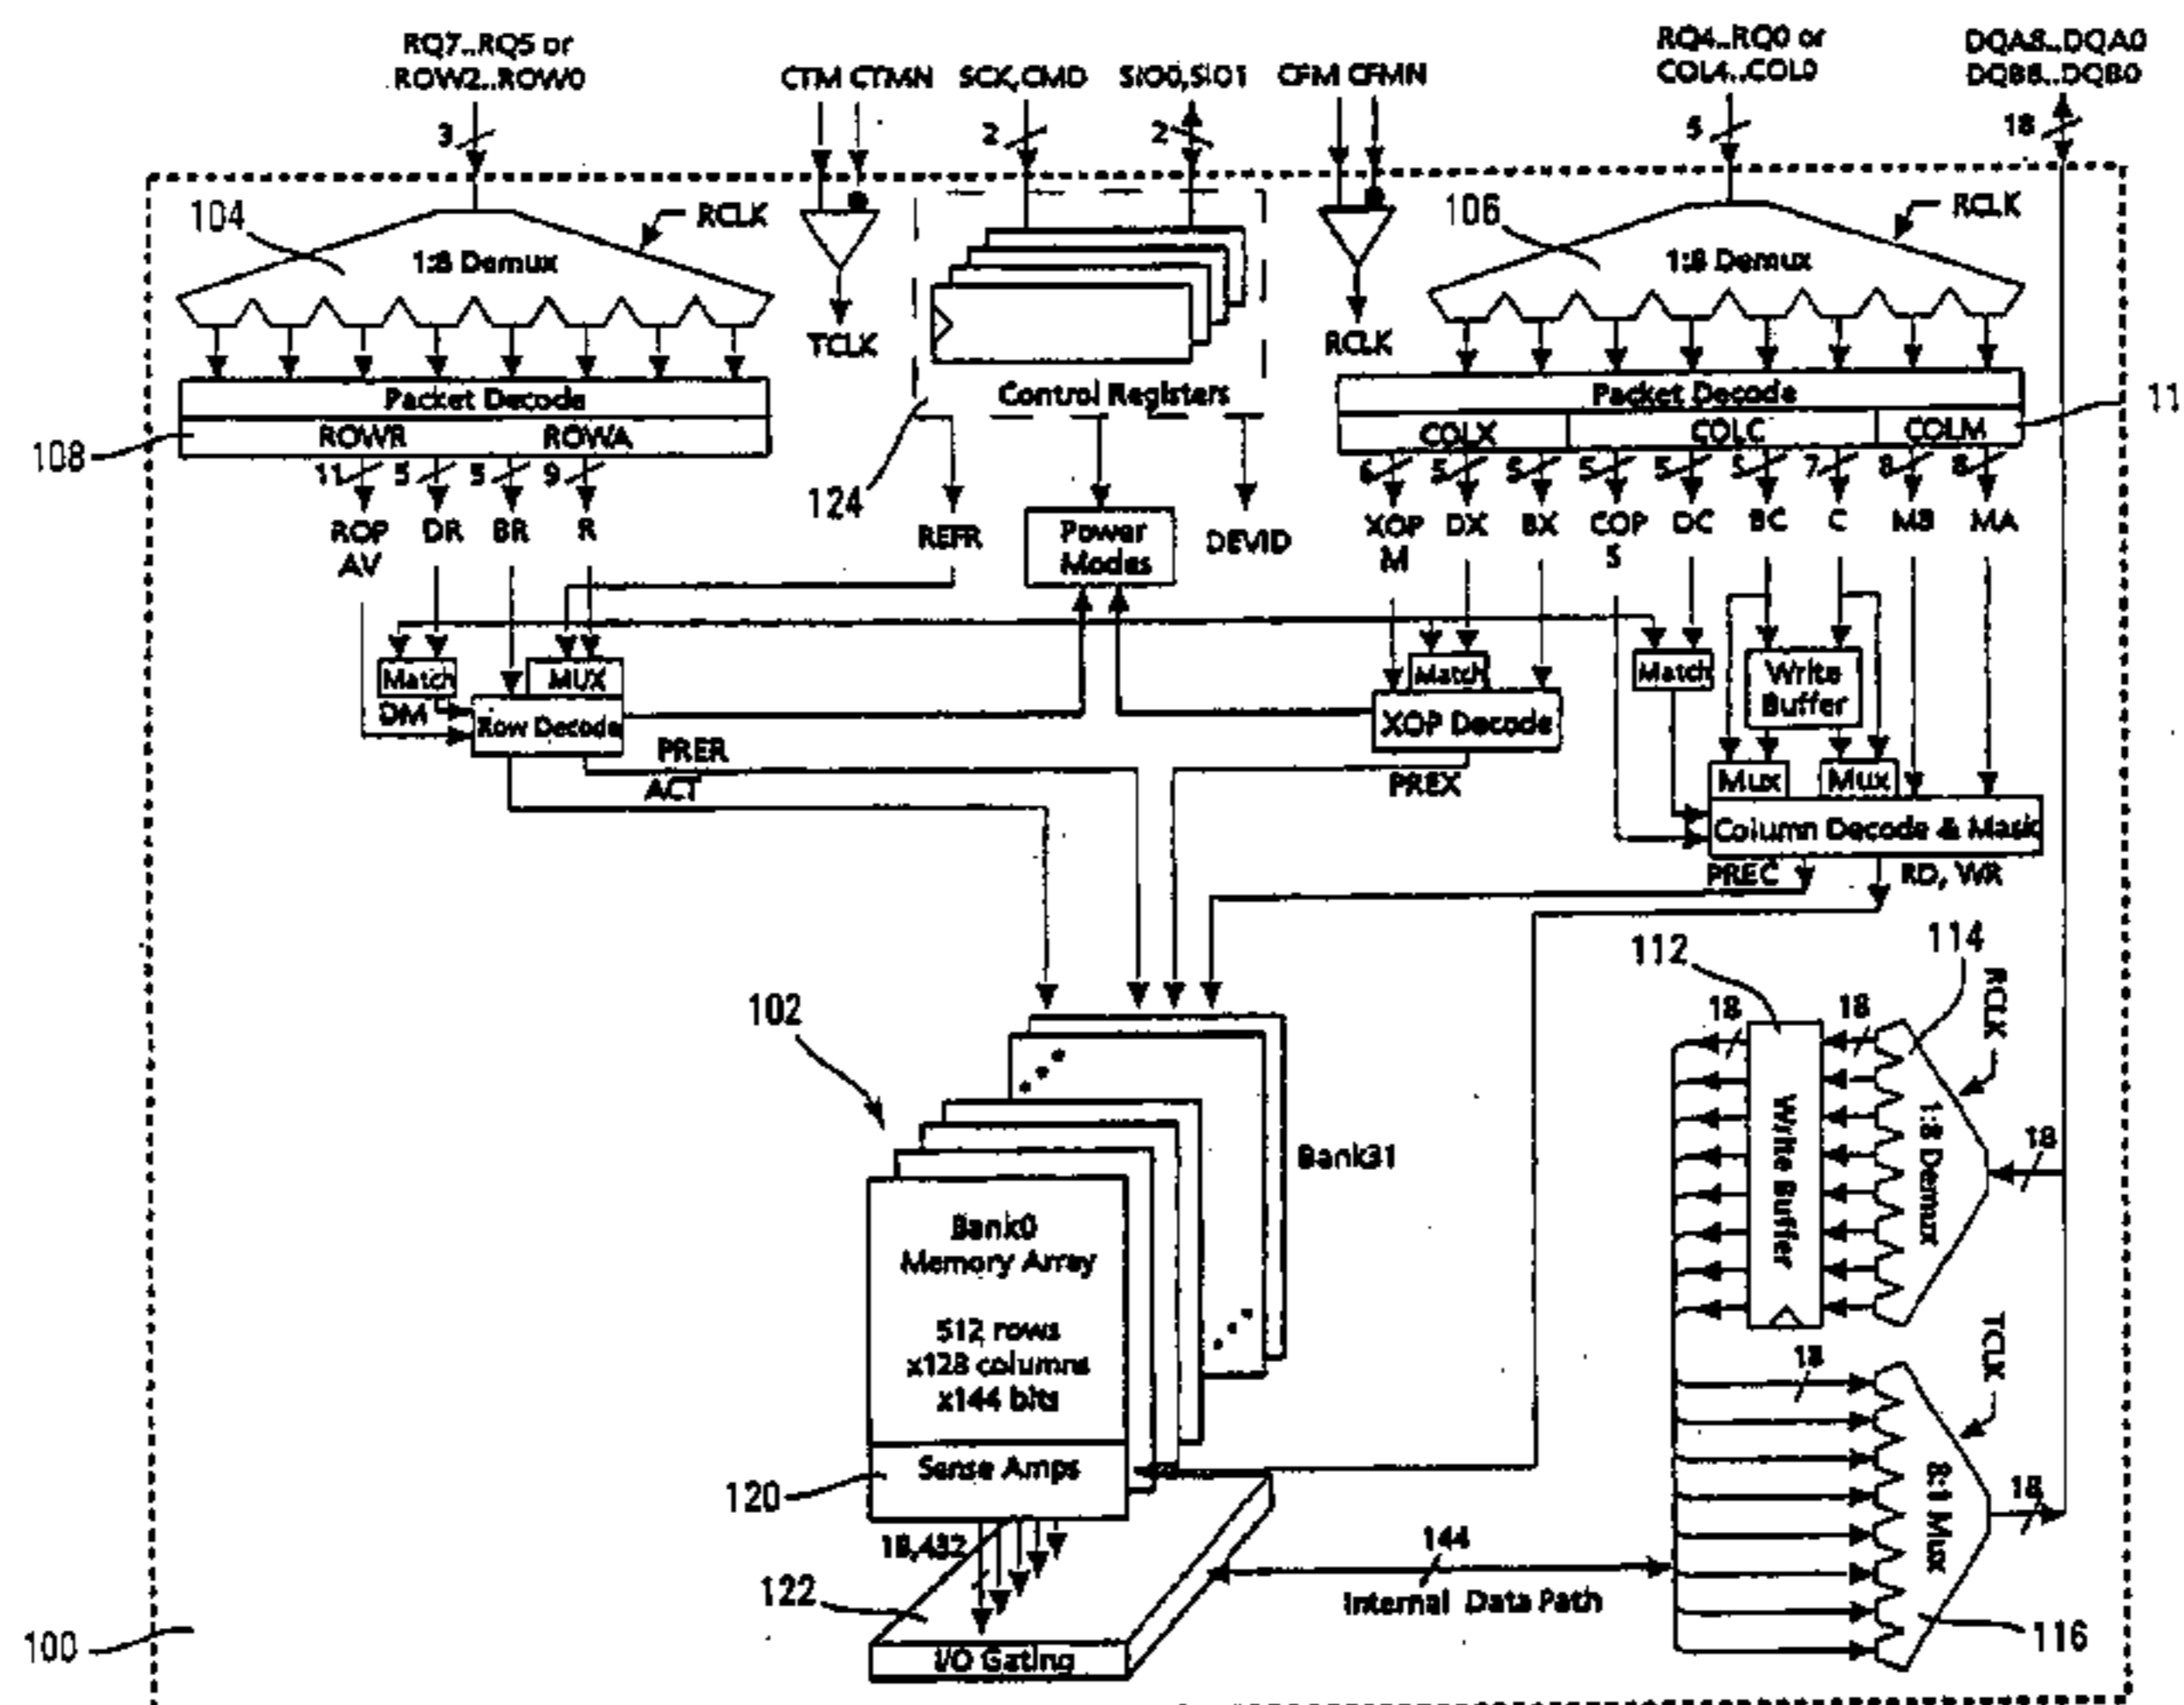 RQ7..RQ5 or
ROW2..ROW0
CTM CTMN
SCK,CMD
SIO0,SIO1
CFM CFMN
RQ4..RQ0 or
COL4..COL0
DQA8..DQA0
DQB8..DQB0
3
2
2
5
18
104
RCLK
1:8 Demux
TCLK
RCLK
106
RCLK
1:8 Demux
Control Registers
Packet Decode
ROWR ROWA
108
11 5 5 9
ROP DR BR R
AV
124
REFR
Power
Modes
DEVID
Packet Decode
COLX COLC COLM
11
6 5 5 5 5 5 7 8 8
XOP DX BX COP DC BC C MB MA
M S
Match
MUX
DM
Row Decode
PRER
ACT
Match
XOP Decode
PREX
Match
Write
Buffer
Mux Mux
Column Decode & Mask
PREC
RD, WR
102
Bank31
Bank0
Memory Array
512 rows
x128 columns
x144 bits
Sense Amps
120
18,432
122
I/O Gating
100
144
Internal Data Path
112
114
RCLK
18 18
Write Buffer
1:8 Demux
18
TCLK
18
8:1 Mux
18
116